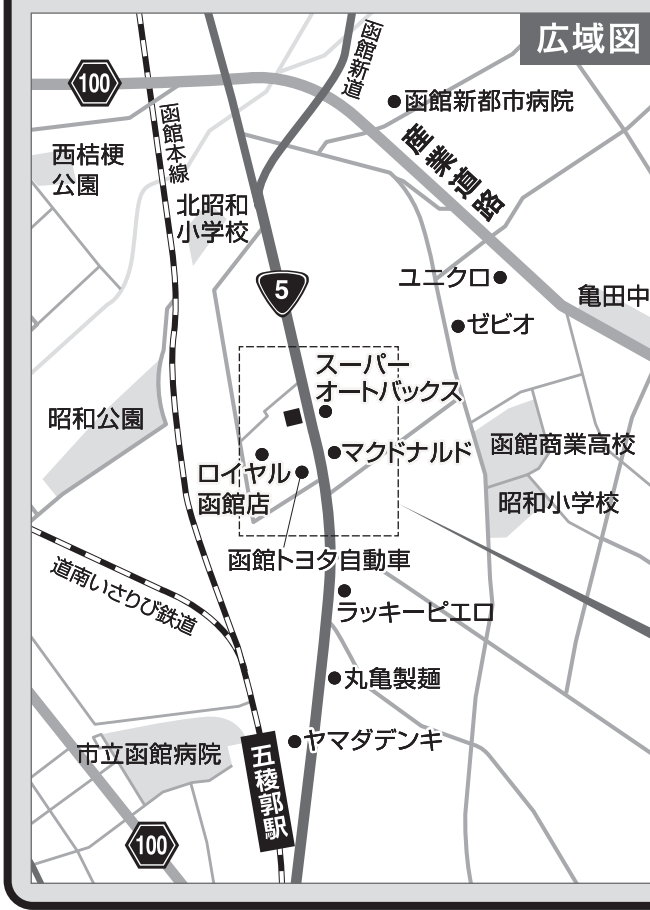 広域図
函館新道
100
函館新都市病院
函館本線
産業道路
西桔梗
公園
北昭和
小学校
5
ユニクロ
亀田中
ゼビオ
スーパー
オートバックス
昭和公園
マクドナルド
函館商業高校
ロイヤル
函館店
昭和小学校
函館トヨタ自動車
道南いさりび鉄道
ラッキーピエロ
丸亀製麺
ヤマダデンキ
市立函館病院
五稜郭駅
100